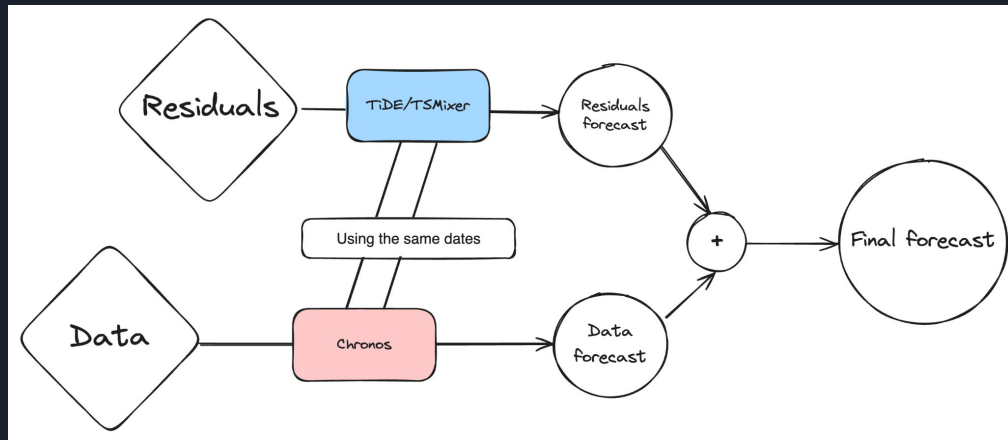 Residuals
TiDE/TSMixer
Residuals
forecast
Using the same dates
+
Final forecast
Data
Chronos
Data
forecast